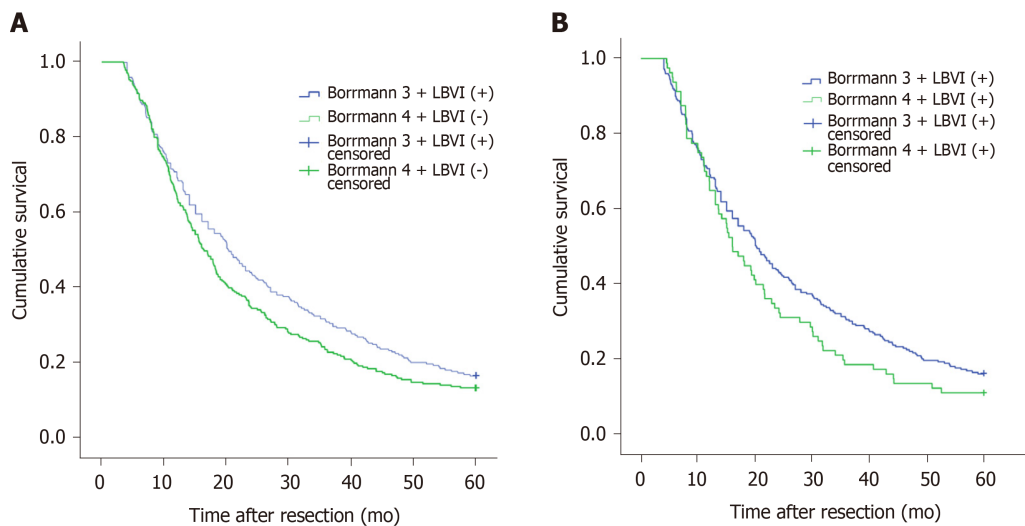 A
1.0
0.8
0.6
0.4
0.2
0.0
Cumulative survical
0
10
20
30
40
50
60
Time after resection (mo)
Borrmann 3 + LBVI (+)
Borrmann 4 + LBVI (-)
Borrmann 3 + LBVI (+)
censored
Borrmann 4 + LBVI (-)
censored
B
1.0
0.8
0.6
0.4
0.2
0.0
Cumulative survical
0
10
20
30
40
50
60
Time after resection (mo)
Borrmann 3 + LBVI (+)
Borrmann 4 + LBVI (+)
Borrmann 3 + LBVI (+)
censored
Borrmann 4 + LBVI (+)
censored